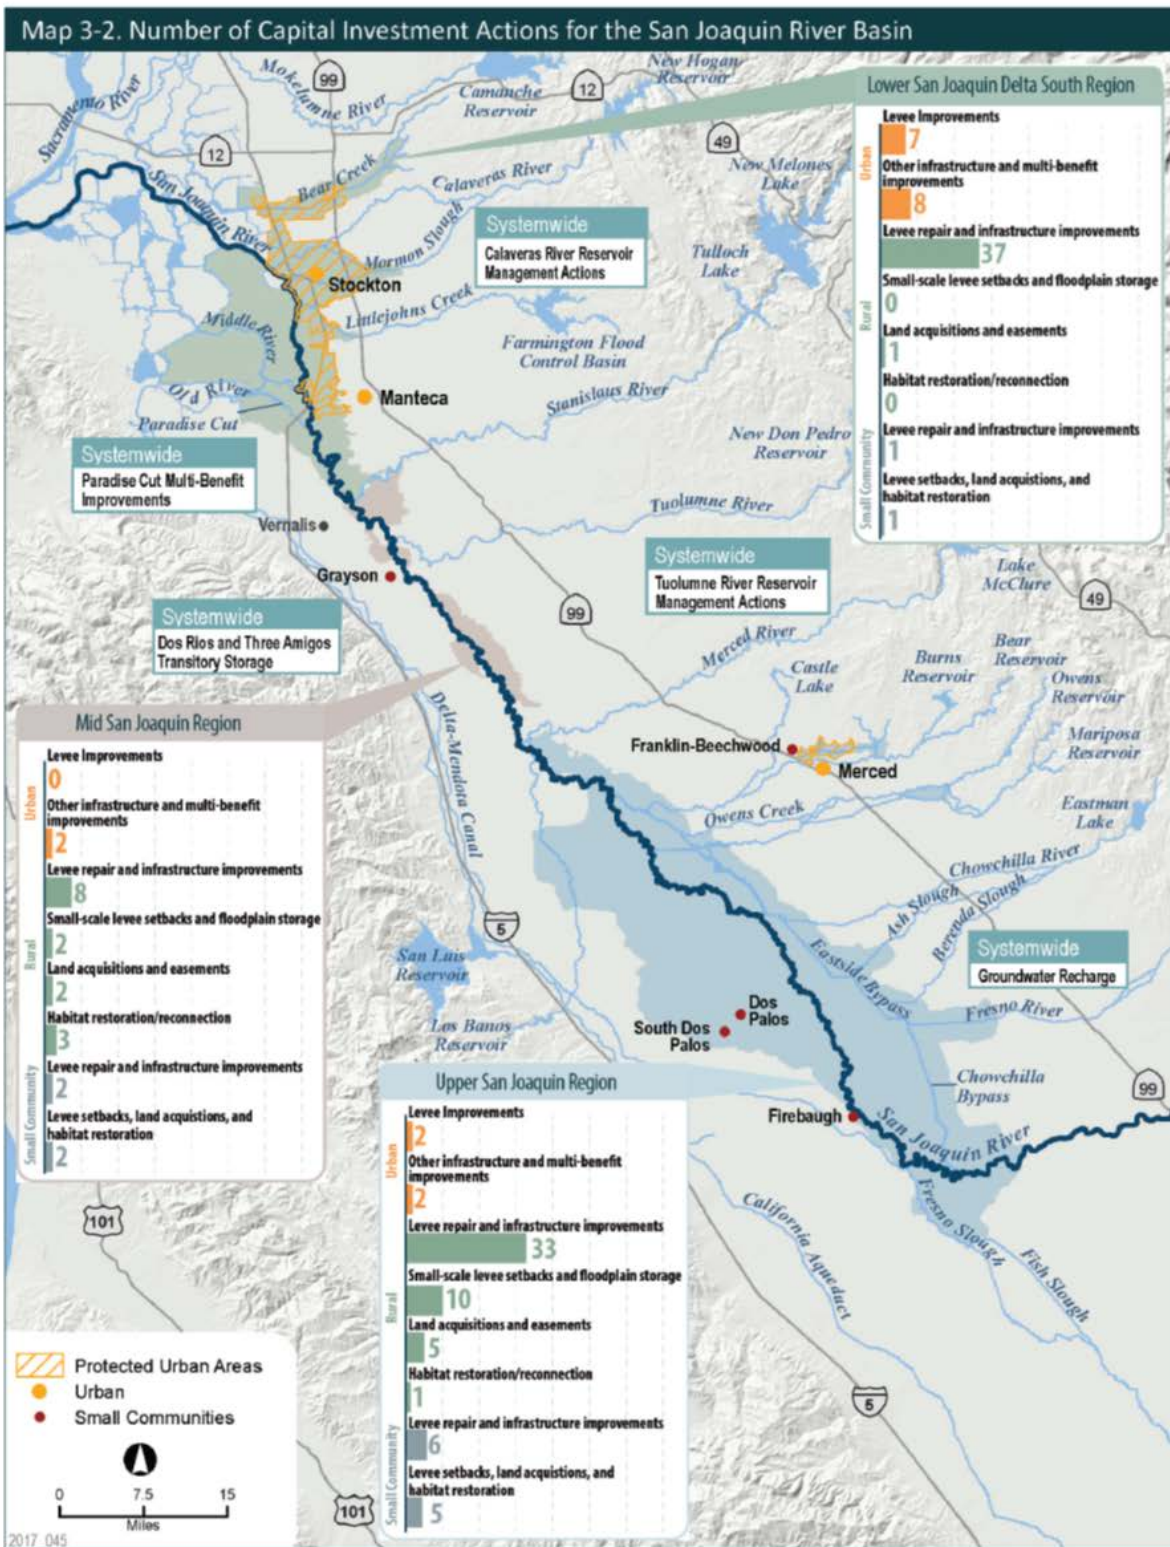 Map 3-2. Number of Capital Investment Actions for the San Joaquin River Basin
Sacramento River
Mokelumne River
99
Camanche
Reservoir
12
New Hogan
Reservoir
12
49
Bear Creek
Calaveras River
New Melones
Lake
San Joaquin River
Mormon Slough
Systemwide
Calaveras River Reservoir
Management Actions
Tulloch
Lake
Stockton
Littlejohns Creek
Middle River
Farmington Flood
Control Basin
Old River
Manteca
Stanislaus River
Paradise Cut
New Don Pedro
Reservoir
Systemwide
Paradise Cut Multi-Benefit
Improvements
Tuolumne River
Vernalis
Grayson
Systemwide
Tuolumne River Reservoir
Management Actions
Lake
McClure
49
99
Systemwide
Dos Rios and Three Amigos
Transitory Storage
Merced River
Castle
Lake
Burns
Reservoir
Bear
Reservoir
Owens
Reservoir
Mariposa
Reservoir
Delta-Mendota Canal
Franklin-Beechwood
Merced
Owens Creek
Eastman
Lake
Chowchilla River
Ash Slough
Berenda Slough
5
San Luis
Reservoir
Eastside Bypass
Systemwide
Groundwater Recharge
Fresno River
Dos
Palos
South Dos
Palos
Los Banos
Reservoir
Chowchilla
Bypass
99
Firebaugh
San Joaquin River
Fresno Slough
Fish Slough
California Aqueduct
5
101
101
Lower San Joaquin Delta South Region
Urban
Levee Improvements
7
Other infrastructure and multi-benefit
improvements
8
Rural
Levee repair and infrastructure improvements
37
Small-scale levee setbacks and floodplain storage
0
Land acquisitions and easements
1
Habitat restoration/reconnection
0
Small Community
Levee repair and infrastructure improvements
1
Levee setbacks, land acquistions, and
habitat restoration
1
Mid San Joaquin Region
Urban
Levee Improvements
0
Other infrastructure and multi-benefit
improvements
2
Rural
Levee repair and infrastructure improvements
8
Small-scale levee setbacks and floodplain storage
2
Land acquisitions and easements
2
Habitat restoration/reconnection
3
Small Community
Levee repair and infrastructure improvements
2
Levee setbacks, land acquistions, and
habitat restoration
2
Upper San Joaquin Region
Urban
Levee Improvements
2
Other infrastructure and multi-benefit
improvements
2
Rural
Levee repair and infrastructure improvements
33
Small-scale levee setbacks and floodplain storage
10
Land acquisitions and easements
5
Habitat restoration/reconnection
1
Small Community
Levee repair and infrastructure improvements
6
Levee setbacks, land acquistions, and
habitat restoration
5
Protected Urban Areas
Urban
Small Communities
0 7.5 15
Miles
2017_045